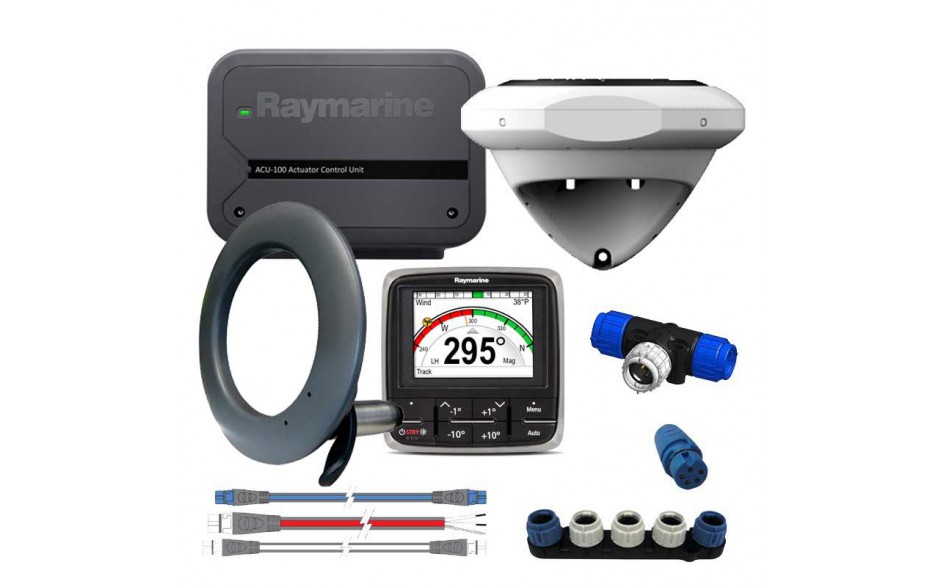 Raymarine
ACU-100 Actuator Control Unit
Raymarine
Wind 38°P
240 W 300 330 N
295°
LH Mag
Track
-1° +1° Menu
STBY -10° +10° Auto